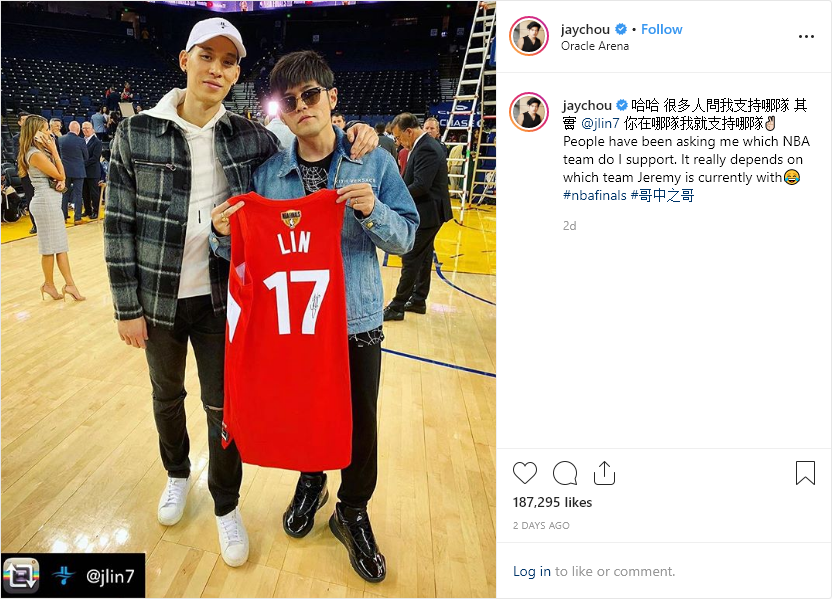 jaychou • Follow
Oracle Arena
jaychou 哈哈 很多人問我支持哪隊 其
實 @jlin7 你在哪隊我就支持哪隊✌🏻
People have been asking me which NBA
team do I support. It really depends on
which team Jeremy is currently with😂
#nbafinals #哥中之哥
2d
187,295 likes
2 DAYS AGO
Log in to like or comment.
CHASE
NBA FINALS
LIN
17
@jlin7